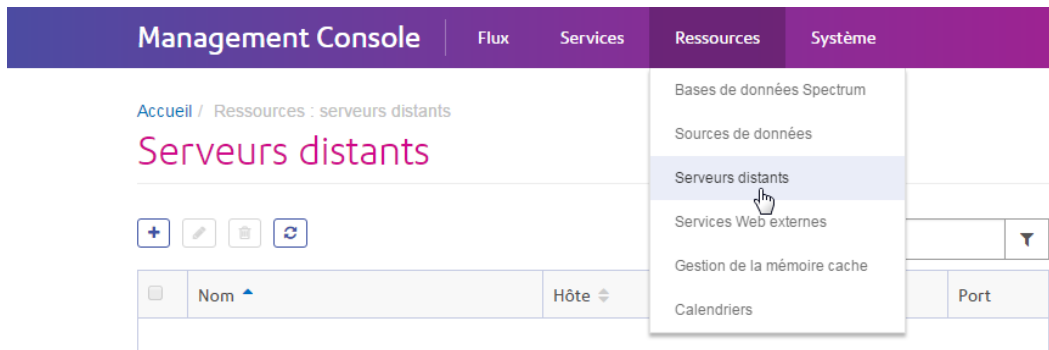 Management Console Flux Services Ressources Système
Accueil / Ressources : serveurs distants
Serveurs distants
Bases de données Spectrum
Sources de données
Serveurs distants
Services Web externes
Gestion de la mémoire cache
Calendriers
Nom Hôte Port